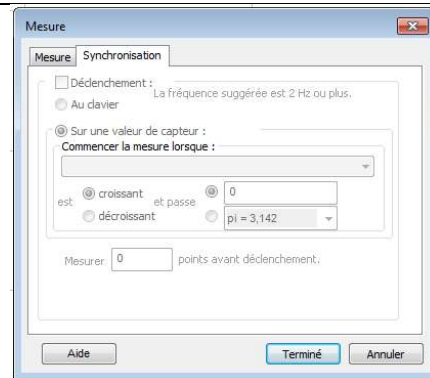 Mesure
Mesure Synchronisation
Déclenchement :
La fréquence suggérée est 2 Hz ou plus.
Au clavier
Sur une valeur de capteur :
Commencer la mesure lorsque :
est croissant et passe 0
décroissant pi = 3,142
Mesurer 0 points avant déclenchement.
Aide Terminé Annuler